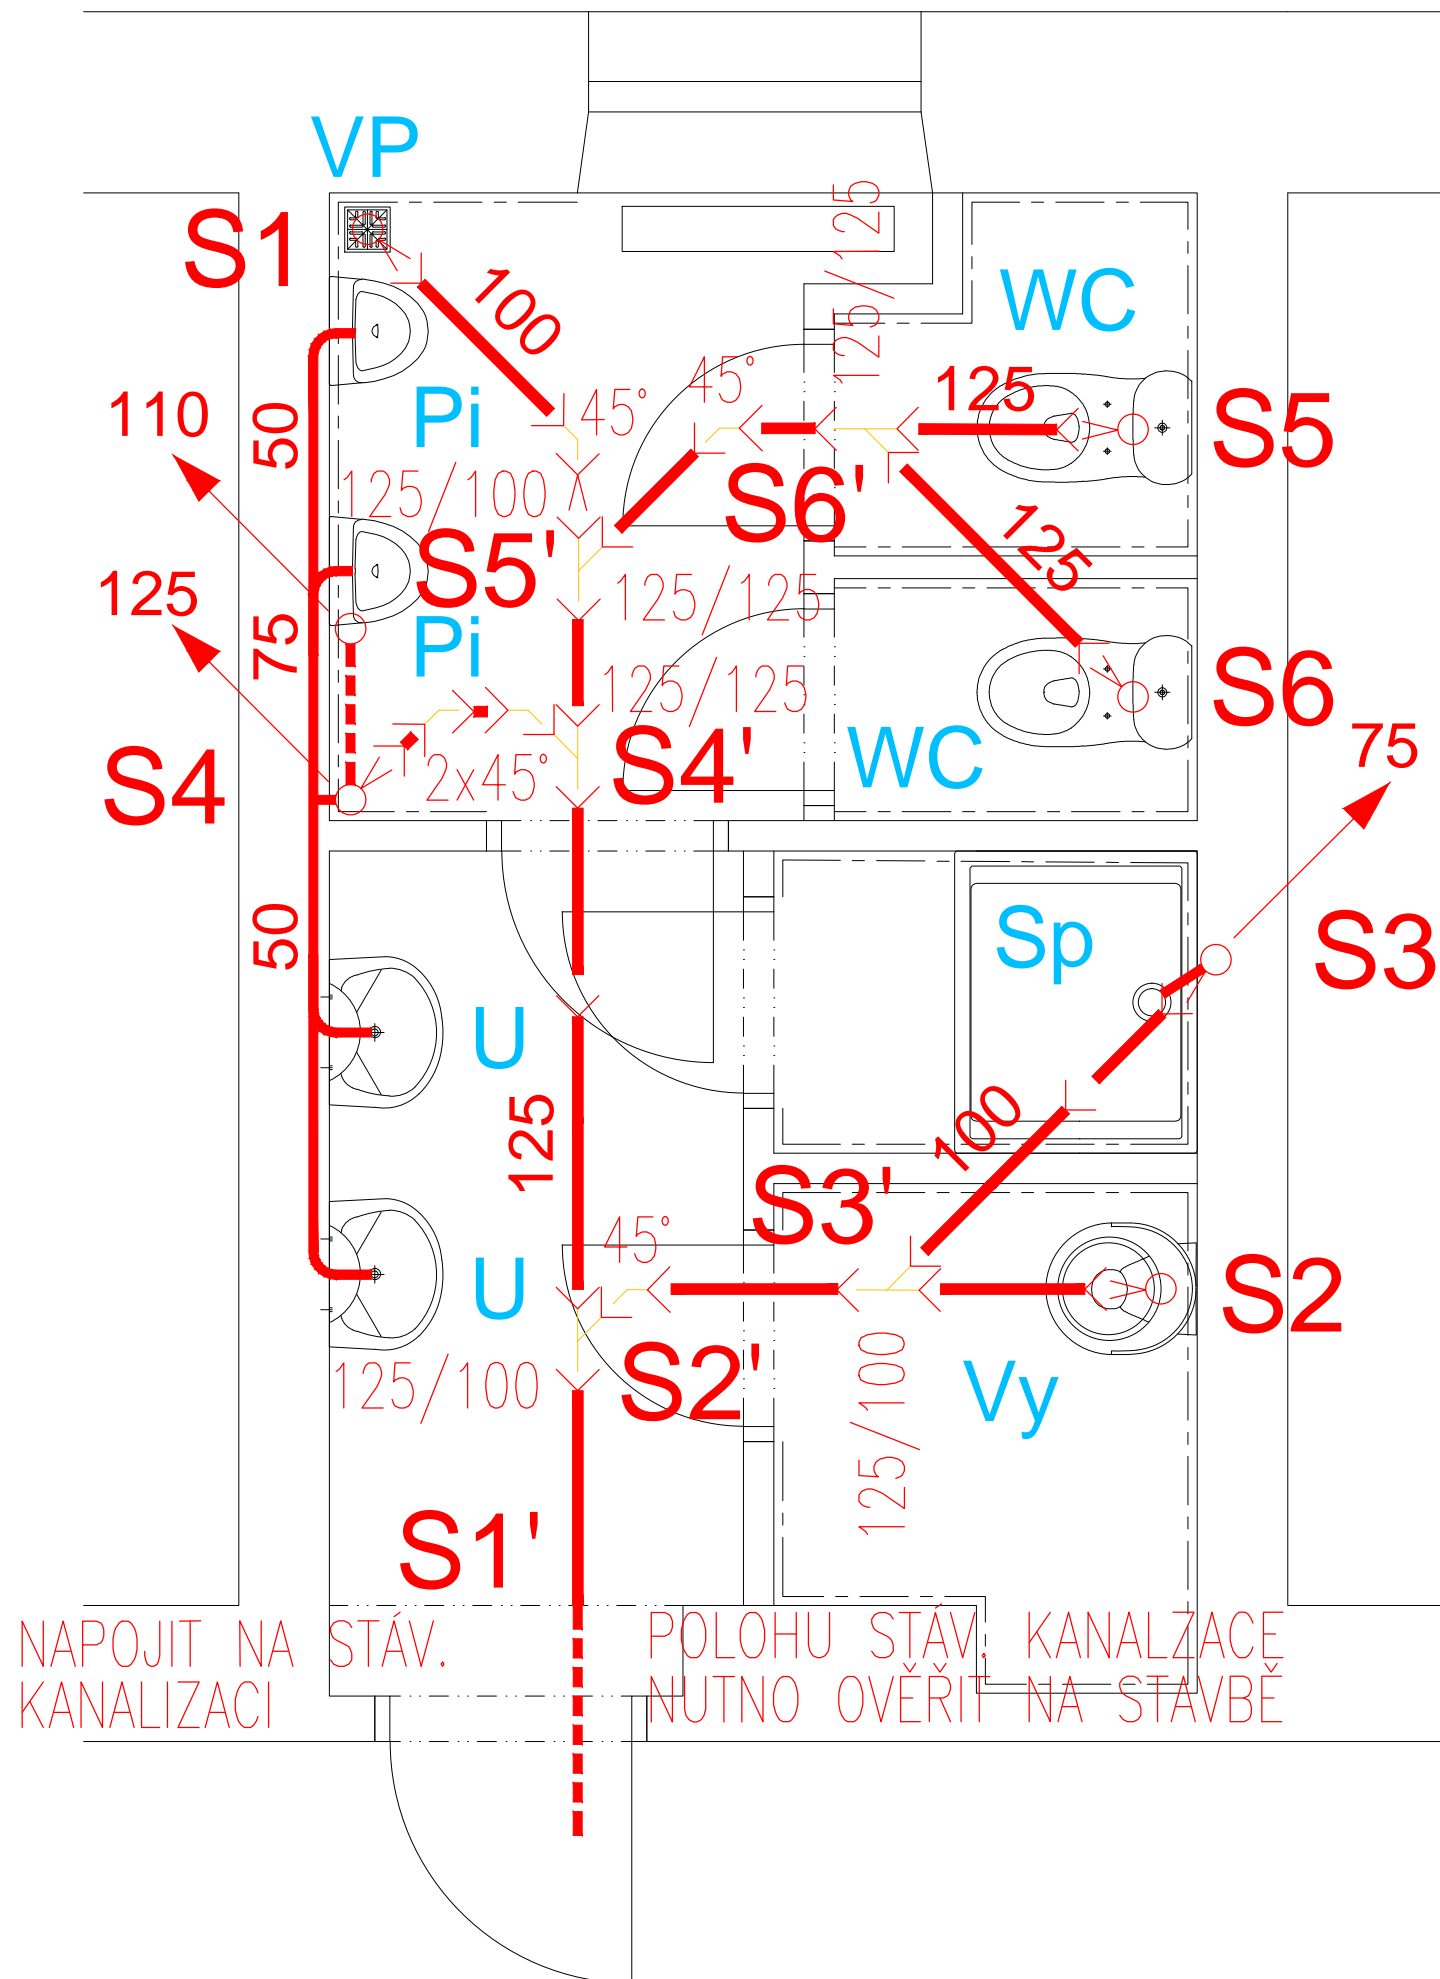 VP
S1
100
125/125
WC
Pi
45°
45°
125
S5
110
50
125/100
S6'
S5'
125
125
125/125
Pi
75
125/125
S6
S4
2x45°
S4'
WC
75
50
Sp
S3
U
125
100
S3'
45°
U
S2
S2'
125/100
125/100
Vy
S1'
NAPOJIT NA STÁV.
KANALIZACI
POLOHU STÁV. KANALZACE
NUTNO OVĚŘIT NA STAVBĚ